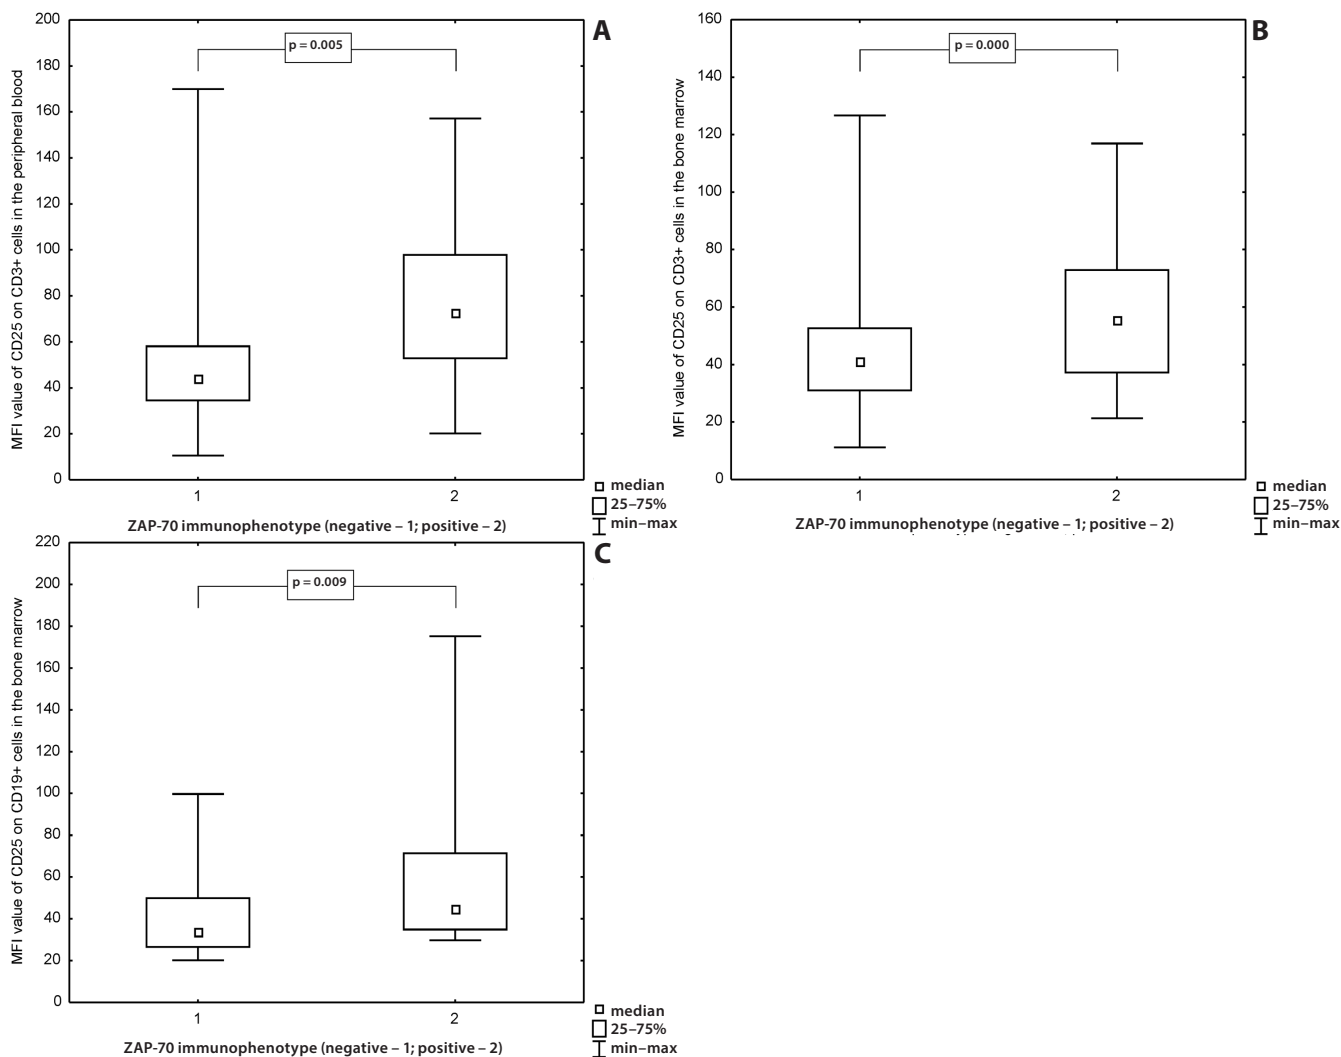 A
p = 0.005
MFI value of CD25 on CD3+ cells in the peripheral blood
200
180
160
140
120
100
80
60
40
20
0
1 2
ZAP-70 immunophenotype (negative – 1; positive – 2)
median
25–75%
min–max
B
p = 0.000
MFI value of CD25 on CD3+ cells in the bone marrow
160
140
120
100
80
60
40
20
0
1 2
ZAP-70 immunophenotype (negative – 1; positive – 2)
median
25–75%
min–max
C
p = 0.009
MFI value of CD25 on CD19+ cells in the bone marrow
220
200
180
160
140
120
100
80
60
40
20
0
1 2
ZAP-70 immunophenotype (negative – 1; positive – 2)
median
25–75%
min–max